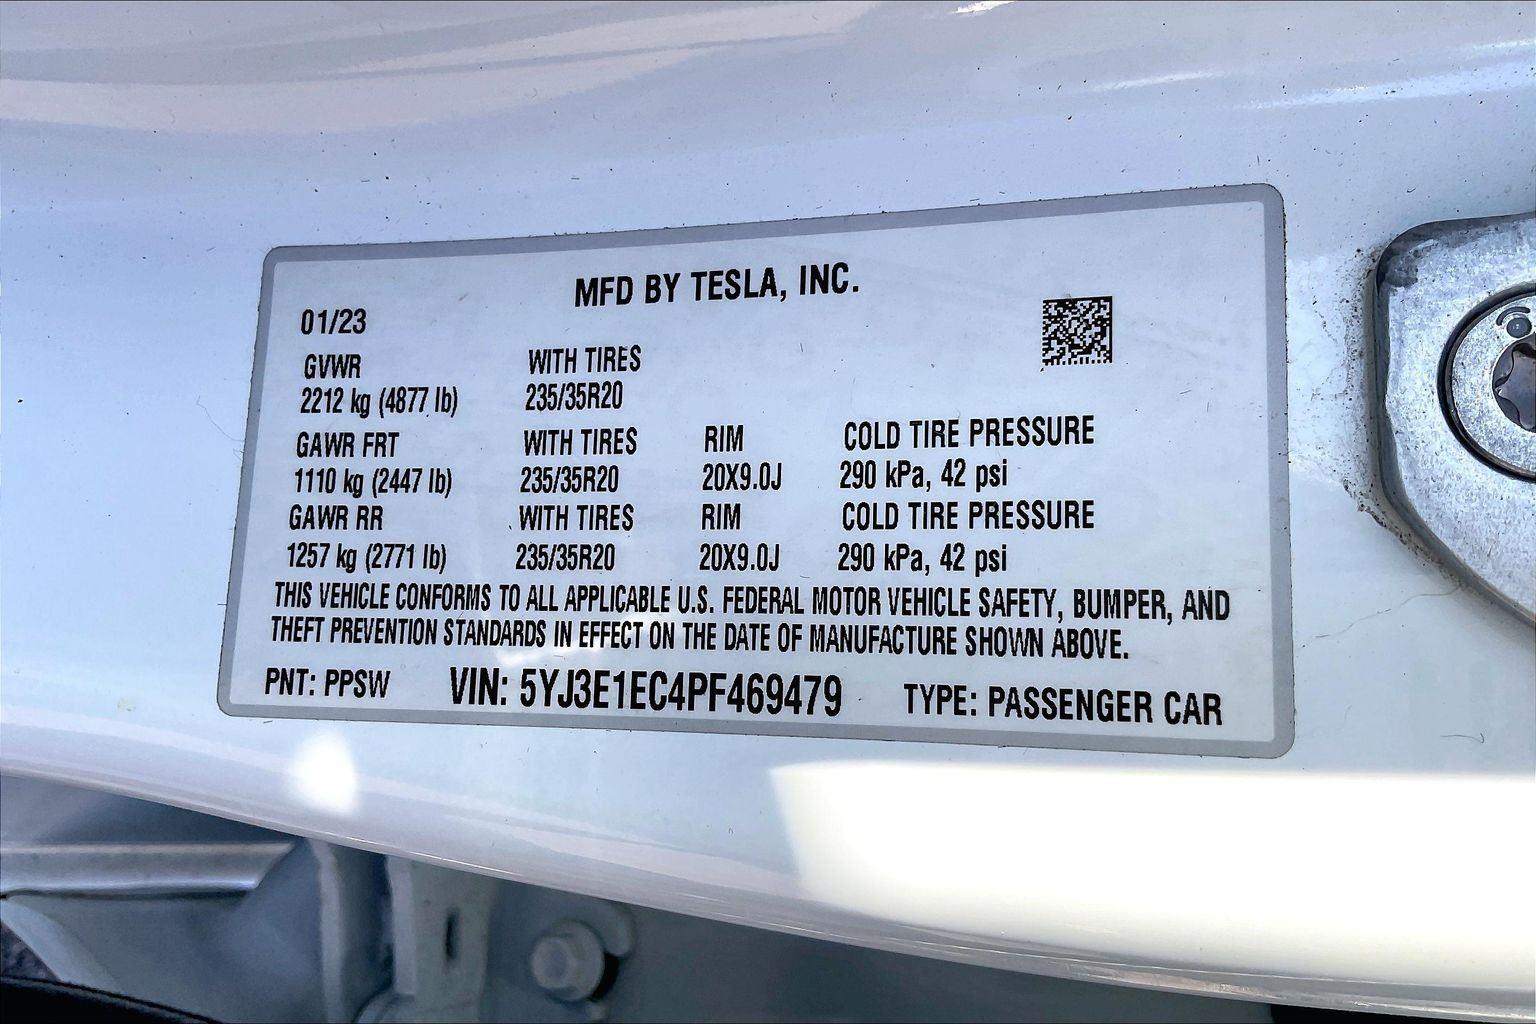 MFD BY TESLA, INC.
01/23
GVWR WITH TIRES
2212 kg (4877 lb) 235/35R20
GAWR FRT WITH TIRES RIM COLD TIRE PRESSURE
1110 kg (2447 lb) 235/35R20 20X9.0J 290 kPa, 42 psi
GAWR RR WITH TIRES RIM COLD TIRE PRESSURE
1257 kg (2771 lb) 235/35R20 20X9.0J 290 kPa, 42 psi
THIS VEHICLE CONFORMS TO ALL APPLICABLE U.S. FEDERAL MOTOR VEHICLE SAFETY, BUMPER, AND
THEFT PREVENTION STANDARDS IN EFFECT ON THE DATE OF MANUFACTURE SHOWN ABOVE.
PNT: PPSW VIN: 5YJ3E1EC4PF469479 TYPE: PASSENGER CAR